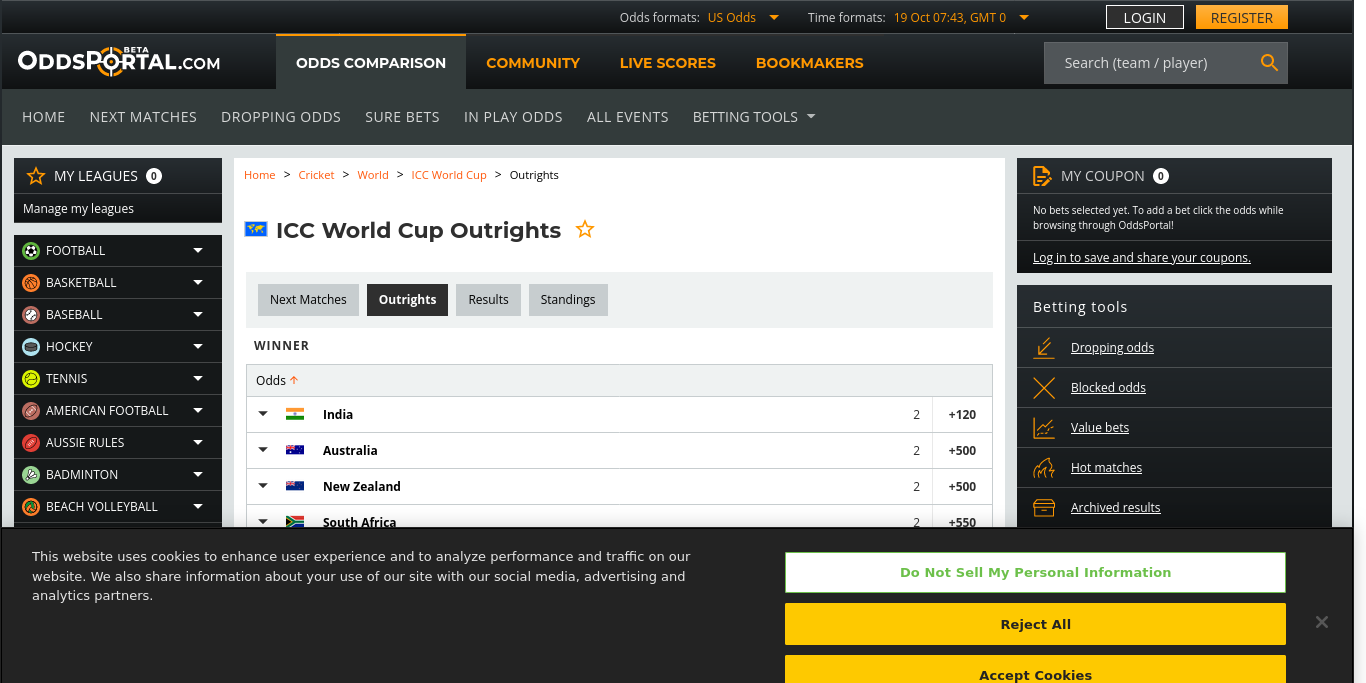 Odds formats: US Odds Time formats: 19 Oct 07:43, GMT 0 LOGIN REGISTER
ODDSPORTAL.COM BETA
ODDS COMPARISON COMMUNITY LIVE SCORES BOOKMAKERS
Search (team / player)
HOME NEXT MATCHES DROPPING ODDS SURE BETS IN PLAY ODDS ALL EVENTS BETTING TOOLS
MY LEAGUES 0
Manage my leagues
FOOTBALL
BASKETBALL
BASEBALL
HOCKEY
TENNIS
AMERICAN FOOTBALL
AUSSIE RULES
BADMINTON
BEACH VOLLEYBALL
Home > Cricket > World > ICC World Cup > Outrights
ICC World Cup Outrights
Next Matches Outrights Results Standings
WINNER
Odds
India 2 +120
Australia 2 +500
New Zealand 2 +500
South Africa 2 +550
MY COUPON 0
No bets selected yet. To add a bet click the odds while
browsing through OddsPortal!
Log in to save and share your coupons.
Betting tools
Dropping odds
Blocked odds
Value bets
Hot matches
Archived results
This website uses cookies to enhance user experience and to analyze performance and traffic on our
website. We also share information about your use of our site with our social media, advertising and
analytics partners.
Do Not Sell My Personal Information
Reject All
Accept Cookies